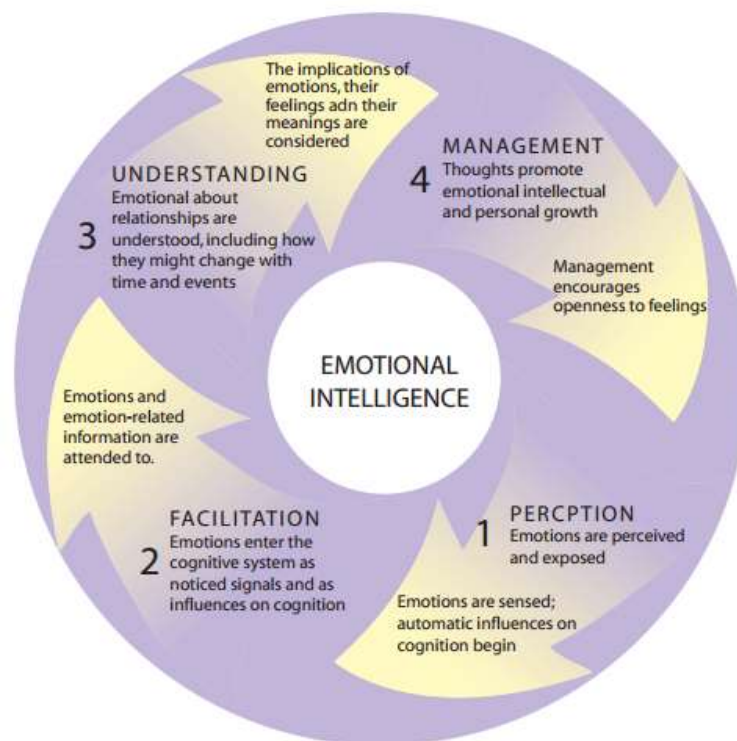 The implications of
emotions, their
feelings adn their
meanings are
considered
UNDERSTANDING
3
Emotional about
relationships are
understood, including how
they might change with
time and events
MANAGEMENT
4
Thoughts promote
emotional intellectual
and personal growth
Management
encourages
openness to feelings
EMOTIONAL
INTELLIGENCE
Emotions and
emotion-related
information are
attended to.
FACILITATION
2
Emotions enter the
cognitive system as
noticed signals and as
influences on cognition
1
PERCPTION
Emotions are perceived
and exposed
Emotions are sensed;
automatic influences on
cognition begin